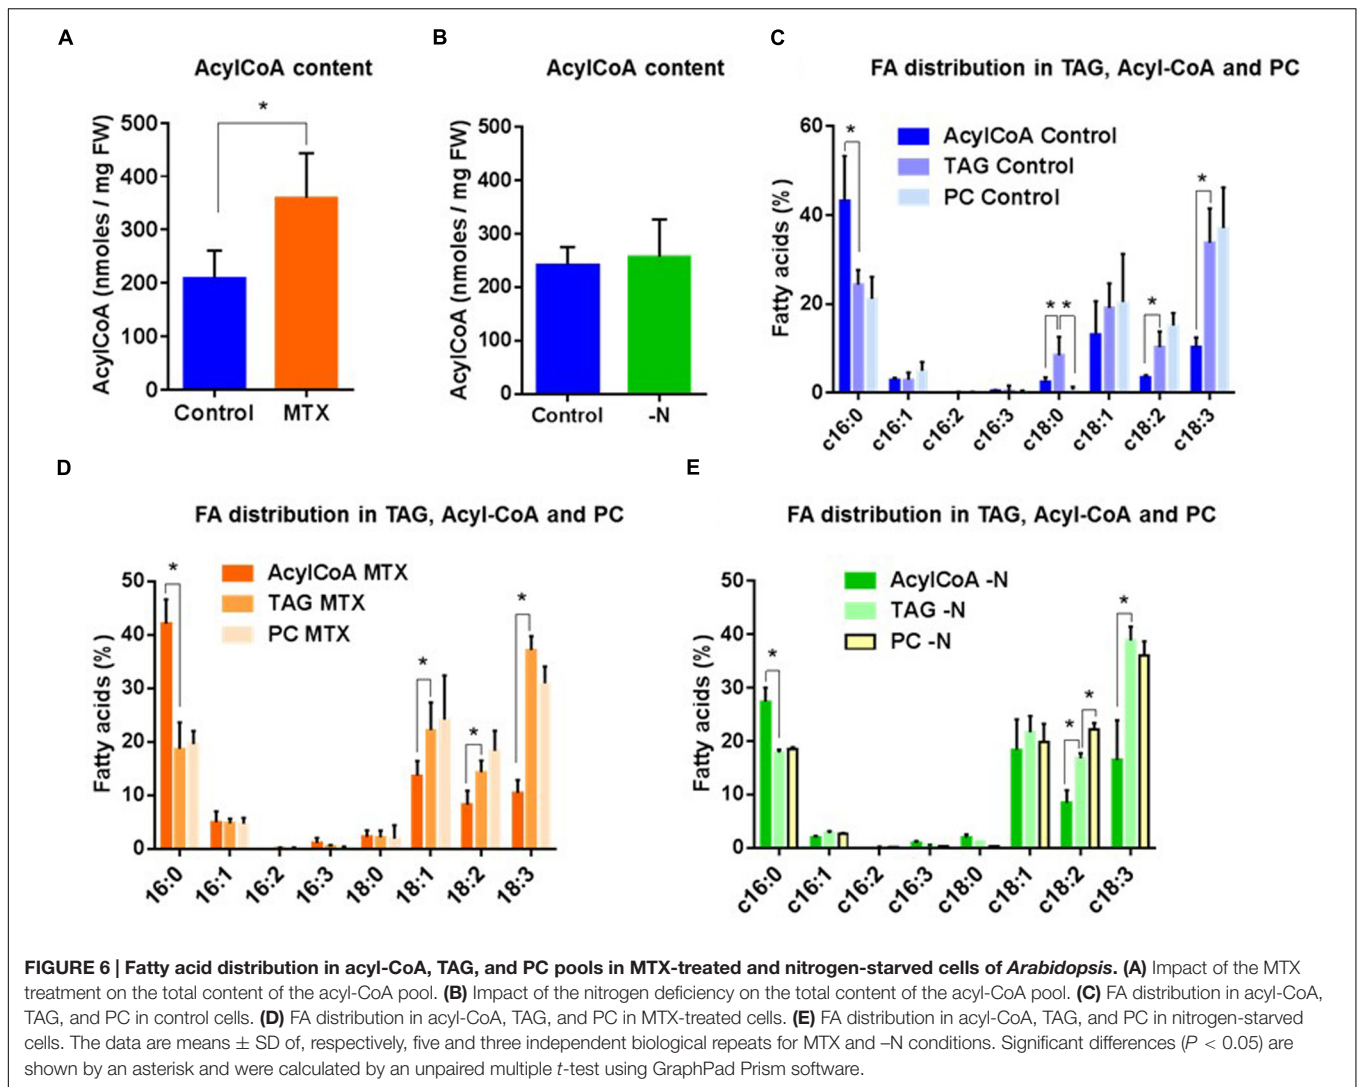 A
AcylCoA content
AcylCoA (nmoles / mg FW)
500
400
300
200
100
0
*
Control MTX
B
AcylCoA content
AcylCoA (nmoles / mg FW)
500
400
300
200
100
0
Control -N
C
FA distribution in TAG, Acyl-CoA and PC
Fatty acids (%)
60
40
20
0
AcylCoA Control
TAG Control
PC Control
* * * * *
c16:0 c16:1 c16:2 c16:3 c18:0 c18:1 c18:2 c18:3
D
FA distribution in TAG, Acyl-CoA and PC
Fatty acids (%)
50
40
30
20
10
0
AcylCoA MTX
TAG MTX
PC MTX
* * * *
16:0 16:1 16:2 16:3 18:0 18:1 18:2 18:3
E
FA distribution in TAG, Acyl-CoA and PC
Fatty acids (%)
50
40
30
20
10
0
AcylCoA -N
TAG -N
PC -N
* * * *
c16:0 c16:1 c16:2 c16:3 c18:0 c18:1 c18:2 c18:3
FIGURE 6 | Fatty acid distribution in acyl-CoA, TAG, and PC pools in MTX-treated and nitrogen-starved cells of Arabidopsis. (A) Impact of the MTX
treatment on the total content of the acyl-CoA pool. (B) Impact of the nitrogen deficiency on the total content of the acyl-CoA pool. (C) FA distribution in acyl-CoA,
TAG, and PC in control cells. (D) FA distribution in acyl-CoA, TAG, and PC in MTX-treated cells. (E) FA distribution in acyl-CoA, TAG, and PC in nitrogen-starved
cells. The data are means ± SD of, respectively, five and three independent biological repeats for MTX and –N conditions. Significant differences (P < 0.05) are
shown by an asterisk and were calculated by an unpaired multiple t-test using GraphPad Prism software.